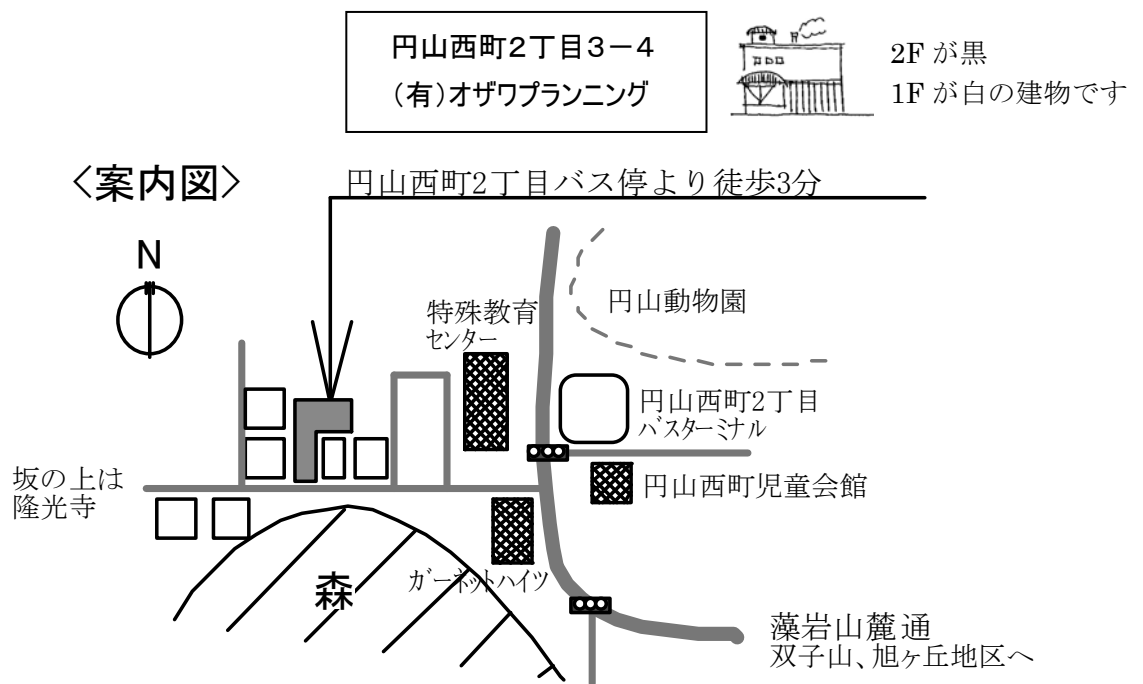 円山西町2丁目3－4
(有)オザワプランニング
2Fが黒
1Fが白の建物です
<案内図>
円山西町2丁目バス停より徒歩3分
N
円山動物園
特殊教育
センター
円山西町2丁目
バスターミナル
坂の上は
隆光寺
円山西町児童会館
ガーネットハイツ
森
藻岩山麓通
双子山、旭ヶ丘地区へ